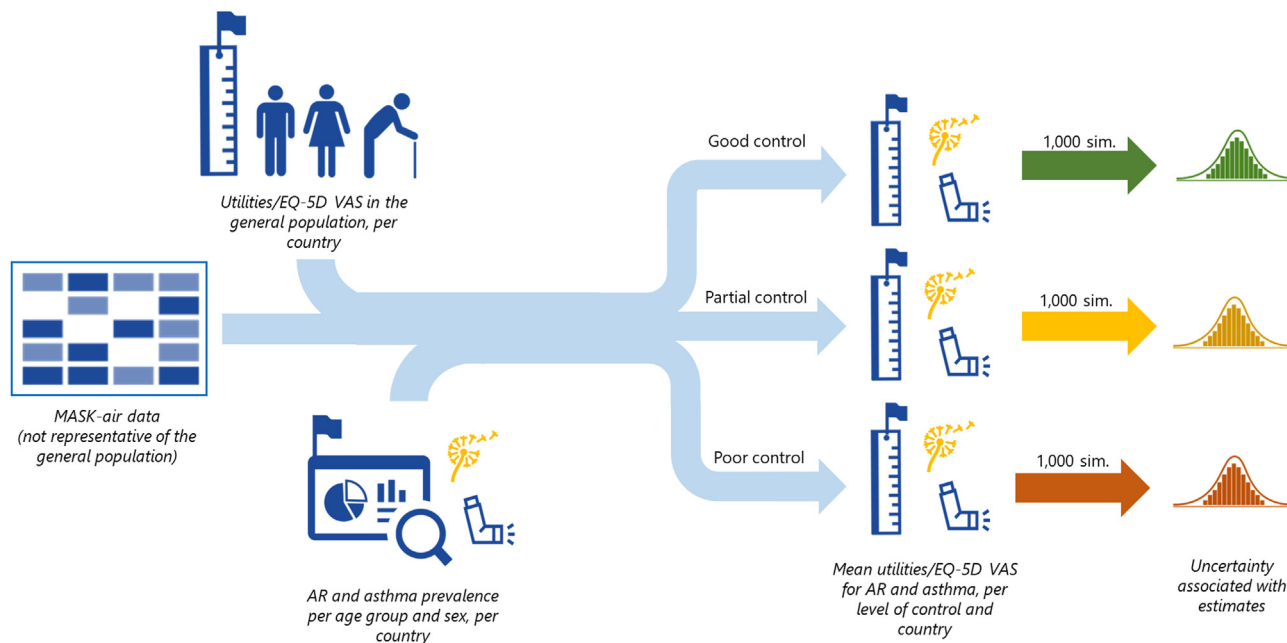 Utilities/EQ-5D VAS in the
general population, per
country
MASK-air data
(not representative of the
general population)
AR and asthma prevalence
per age group and sex, per
country
Good control
Partial control
Poor control
1,000 sim.
1,000 sim.
1,000 sim.
Mean utilities/EQ-5D VAS
for AR and asthma, per
level of control and
country
Uncertainty
associated with
estimates